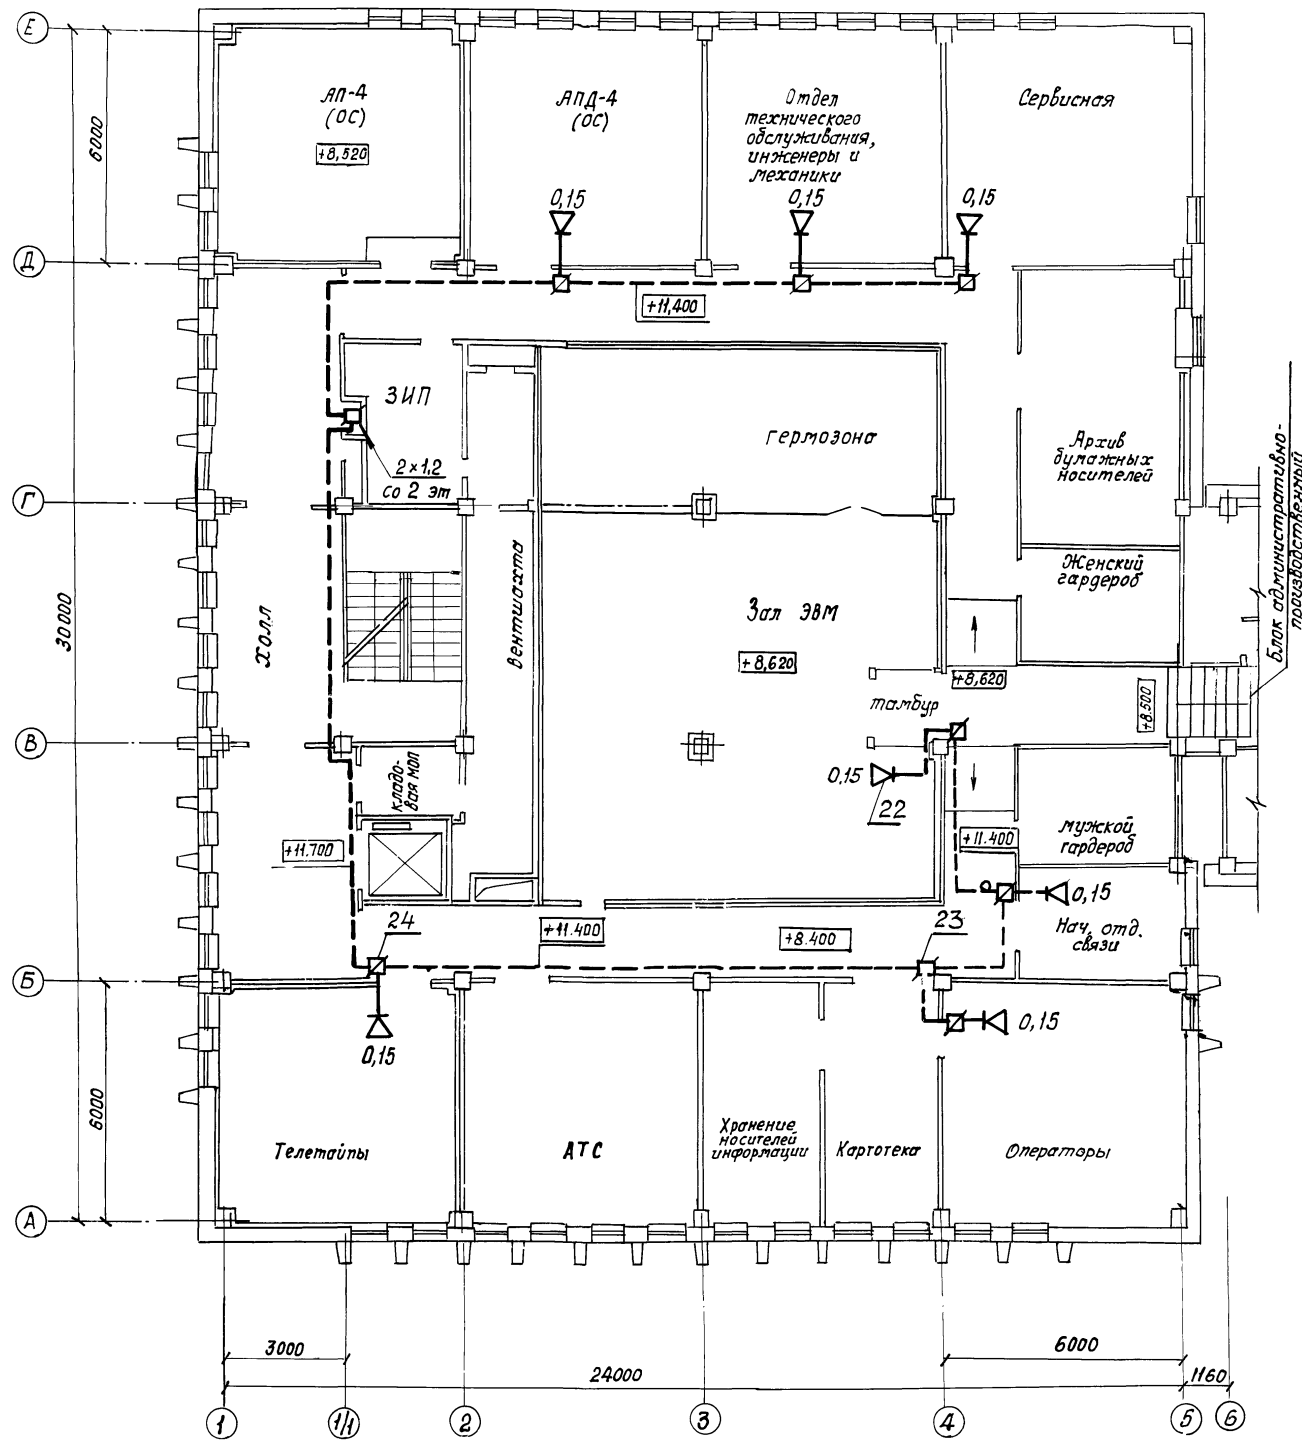 Е
АП-4
(ОС)
+8,520
АПД-4
(ОС)
Отдел
технического
обслуживания,
инженеры и
механики
Сервисная
6000
0,15
0,15
0,15
Д
+11,400
ЗИП
гермозона
Архив
бумажных
носителей
2×1,2
со 2 эт
Г
Блок административно-
производственный
Женский
гардероб
30000
холл
Вентшахта
Зал ЭВМ
+8,620
+8,620
+8.500
тамбур
В
0,15
22
кладо-
вая МОП
+11.700
+11.400
мужской
гардероб
0,15
24
+11.400
+8.400
23
Нач. отд.
связи
Б
0,15
0,15
6000
Телетайпы
АТС
Хранение
носителей
информации
Картотека
Операторы
А
3000
6000
24000
1160
1
1/1
2
3
4
5
6